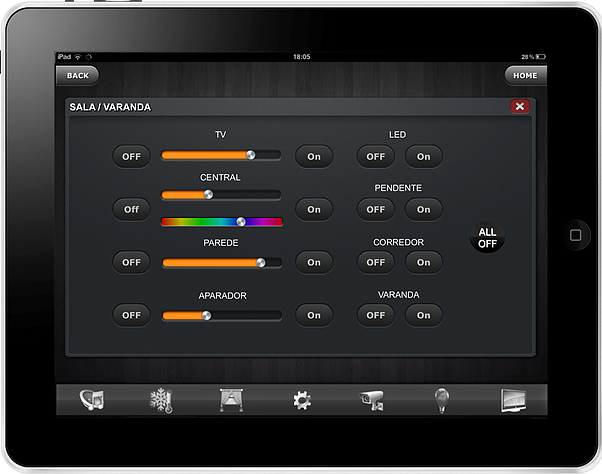 iPad
18:05
28 %
BACK
HOME
SALA / VARANDA
TV
OFF
On
LED
OFF
On
CENTRAL
Off
On
PENDENTE
OFF
On
PAREDE
OFF
On
CORREDOR
OFF
On
APARADOR
OFF
On
VARANDA
OFF
On
ALL
OFF